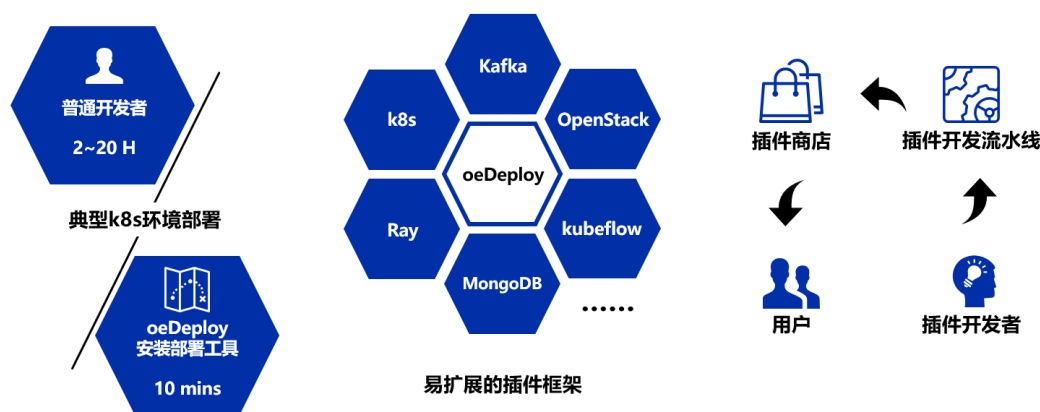 普通开发者
2~20 H
典型k8s环境部署
oeDeploy
安装部署工具
10 mins
Kafka
k8s
OpenStack
oeDeploy
Ray
kubeflow
MongoDB
......
易扩展的插件框架
插件商店
插件开发流水线
用户
插件开发者